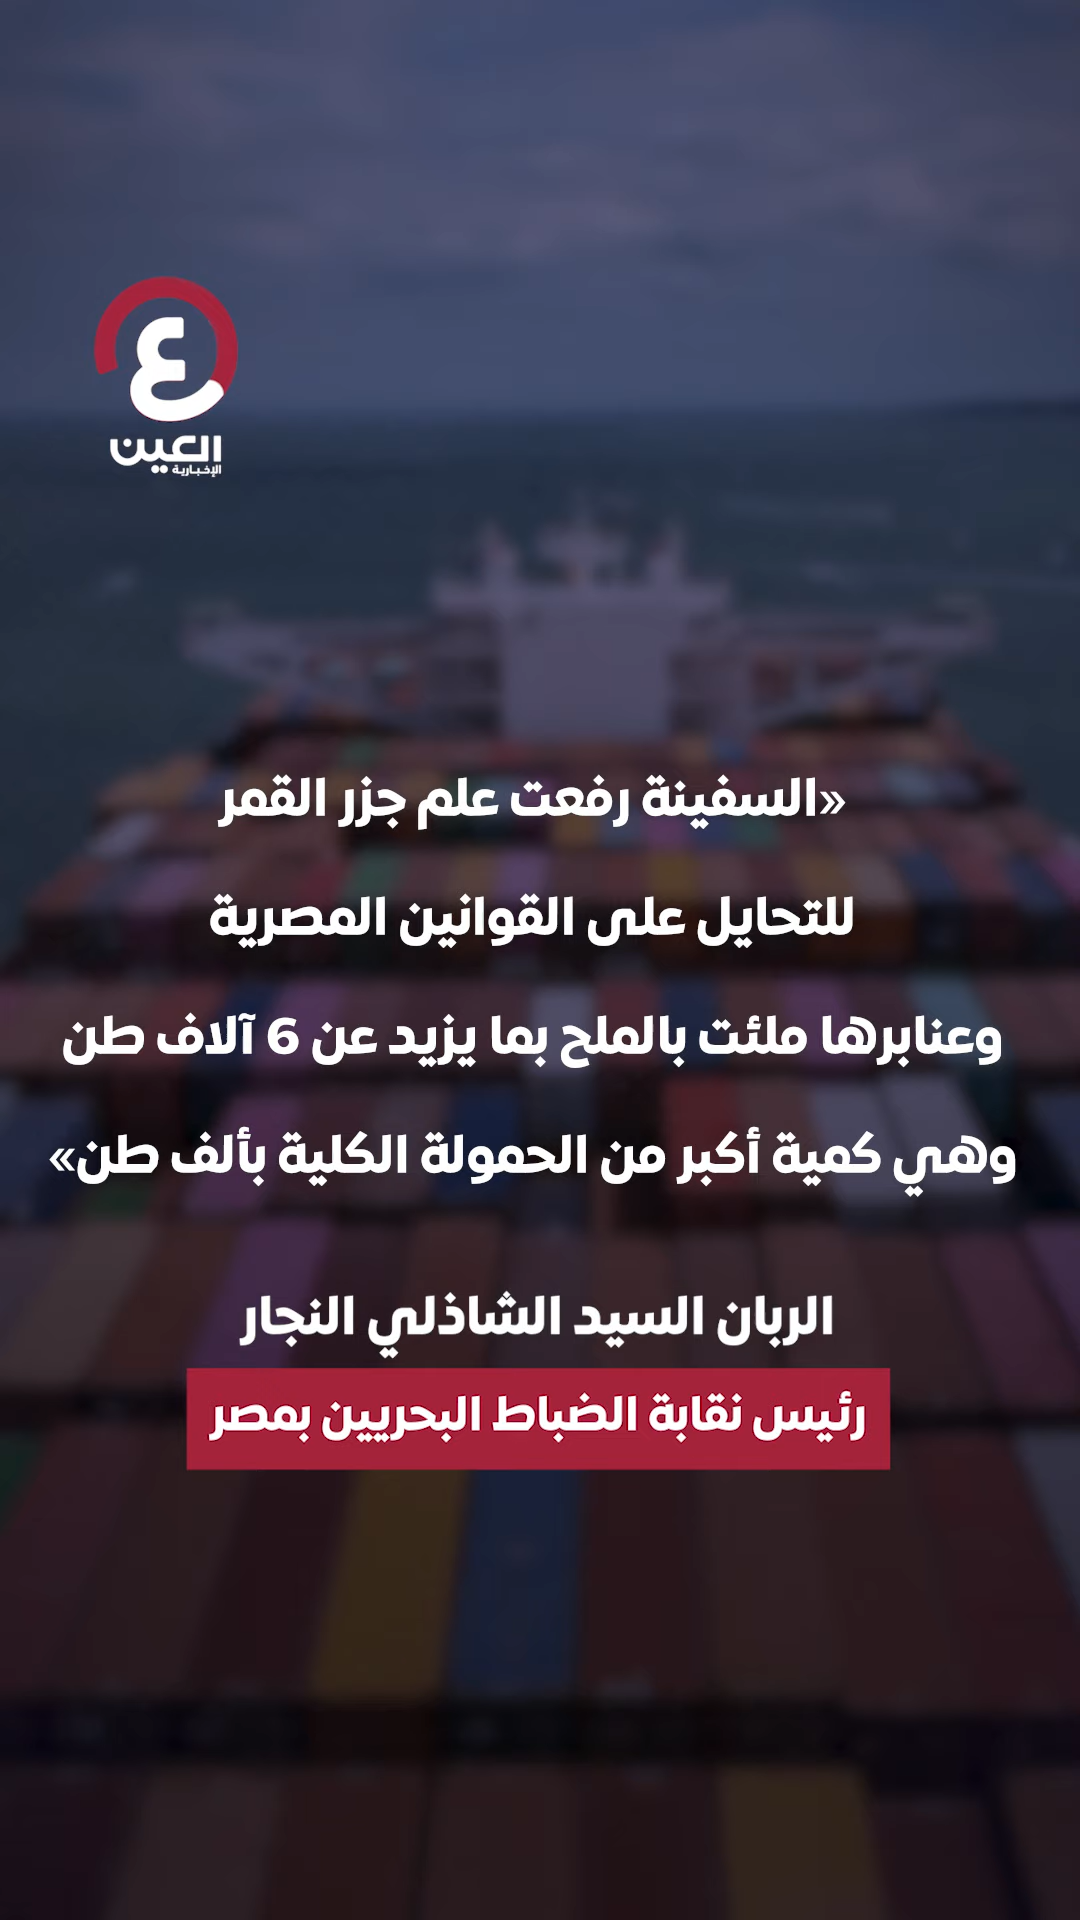 العين
الإخبارية
«السفينة رفعت علم جزر القمر
للتحايل على القوانين المصرية
وعنابرها ملئت بالملح بما يزيد عن 6 آلاف طن
وهي كمية أكبر من الحمولة الكلية بألف طن»
الربان السيد الشاذلي النجار
رئيس نقابة الضباط البحريين بمصر